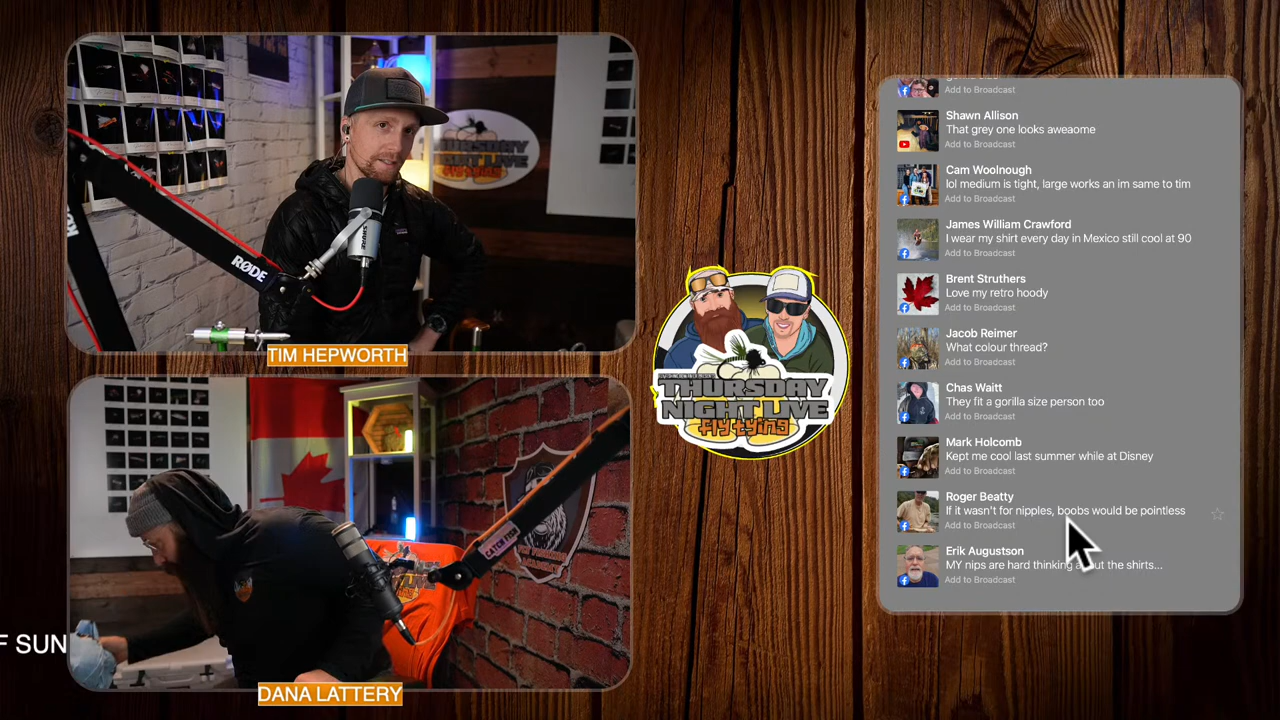 RØDE
SHURE
THURSDAY
NIGHT LIVE
TIM HEPWORTH
CATCH FISH
DANA LATTERY
F SUN
THURSDAY
NIGHT LIVE
fly tying
Add to Broadcast
Shawn Allison
That grey one looks aweaome
Add to Broadcast
Cam Woolnough
lol medium is tight, large works an im same to tim
Add to Broadcast
James William Crawford
I wear my shirt every day in Mexico still cool at 90
Add to Broadcast
Brent Struthers
Love my retro hoody
Add to Broadcast
Jacob Reimer
What colour thread?
Add to Broadcast
Chas Waitt
They fit a gorilla size person too
Add to Broadcast
Mark Holcomb
Kept me cool last summer while at Disney
Add to Broadcast
Roger Beatty
If it wasn't for nipples, boobs would be pointless
Add to Broadcast
Erik Augustson
MY nips are hard thinking the shirts...
Add to Broadcast